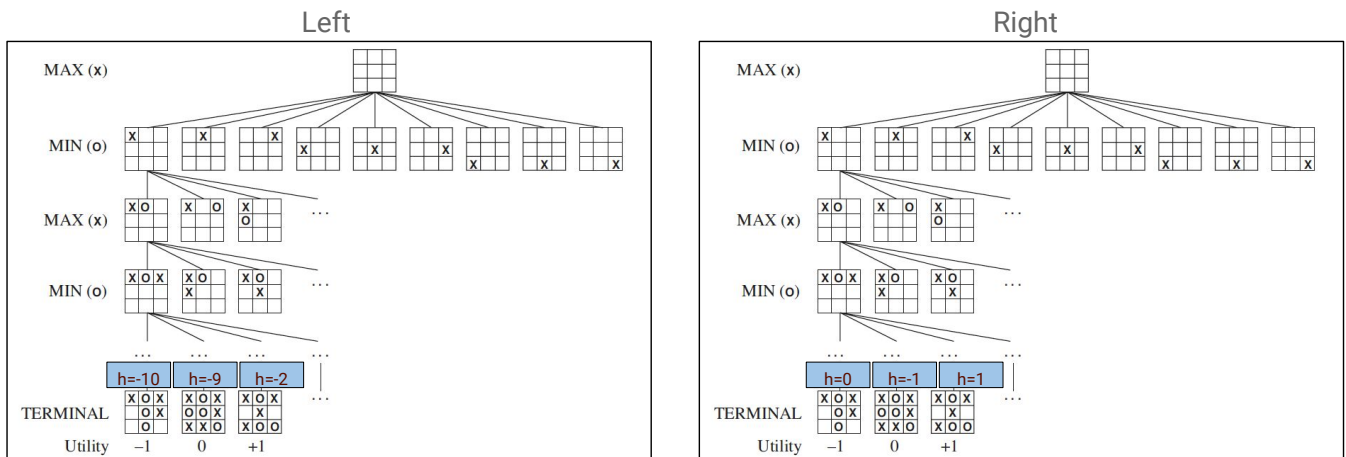 Left
MAX (X)
X X X
MIN (O) X X X
X X X
X O X O X ...
MAX (X) O
X O X X O X O ...
MIN (O) X X
... ... ... ...
h=-10 h=-9 h=-2
X O X X O X X O X ...
TERMINAL O X O O X X
O X X O X O O
Utility –1 0 +1
Right
MAX (X)
X X X
MIN (O) X X X
X X X
X O X O X ...
MAX (X) O
X O X X O X O ...
MIN (O) X X
... ... ... ...
h=0 h=-1 h=1
X O X X O X X O X ...
TERMINAL O X O O X X
O X X O X O O
Utility –1 0 +1